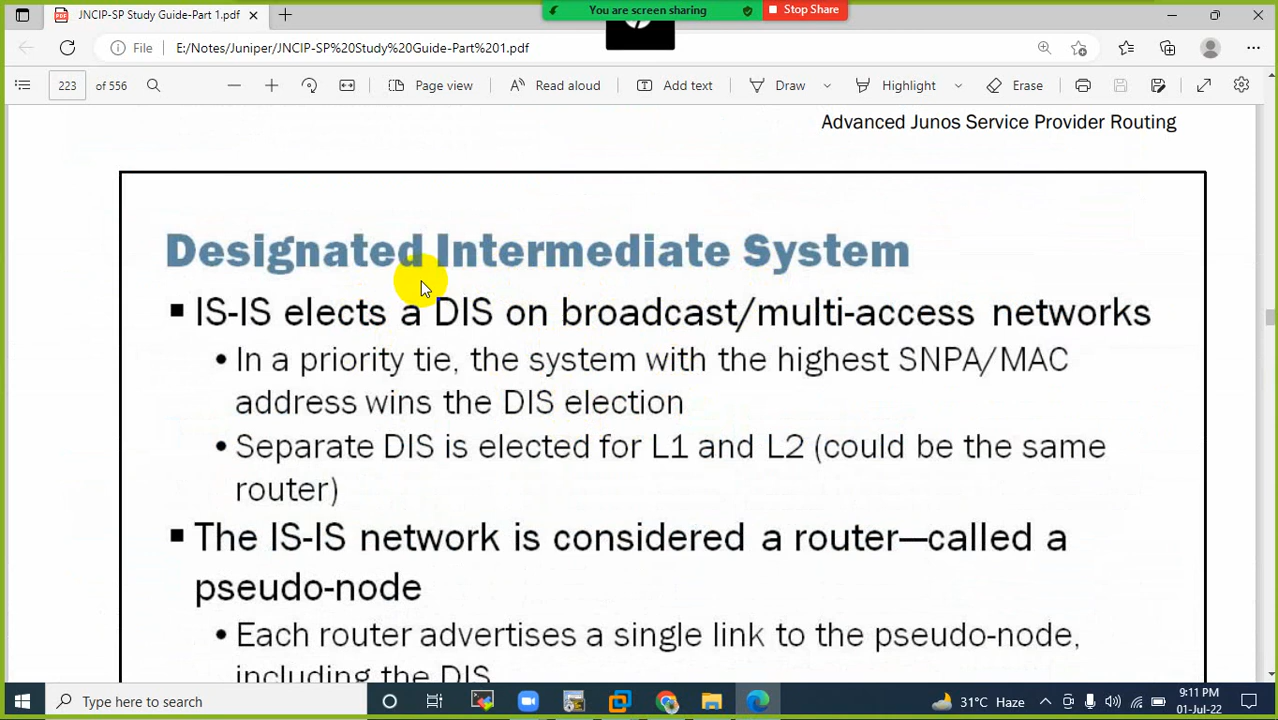 JNCIP-SP Study Guide-Part 1.pdf
You are screen sharing
Stop Share
File
E:/Notes/Juniper/JNCIP-SP%20Study%20Guide-Part%201.pdf
223 of 556
Page view
Read aloud
Add text
Draw
Highlight
Erase
Advanced Junos Service Provider Routing
Designated Intermediate System
▪ IS-IS elects a DIS on broadcast/multi-access networks
• In a priority tie, the system with the highest SNPA/MAC
address wins the DIS election
• Separate DIS is elected for L1 and L2 (could be the same
router)
▪ The IS-IS network is considered a router—called a
pseudo-node
• Each router advertises a single link to the pseudo-node,
including the DIS
Type here to search
31°C Haze
9:11 PM
01-Jul-22